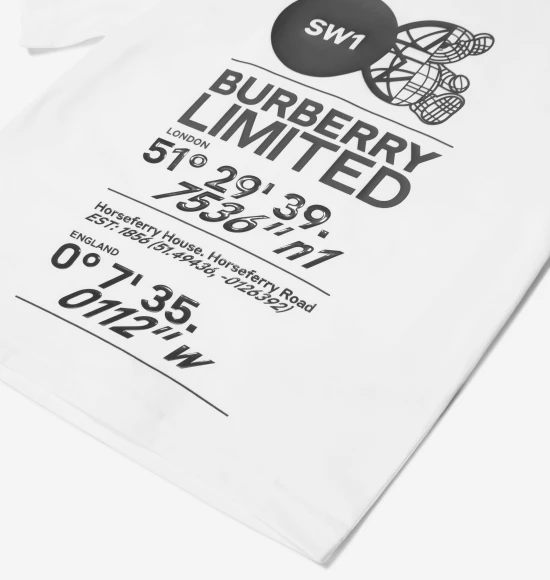 SW1
BURBERRY
LIMITED
LONDON
51° 29' 39.
7536"n1
Horseferry House. Horseferry Road
EST: 1856 (51.49436, -0126392)
ENGLAND
0° 7' 35.
0112"w